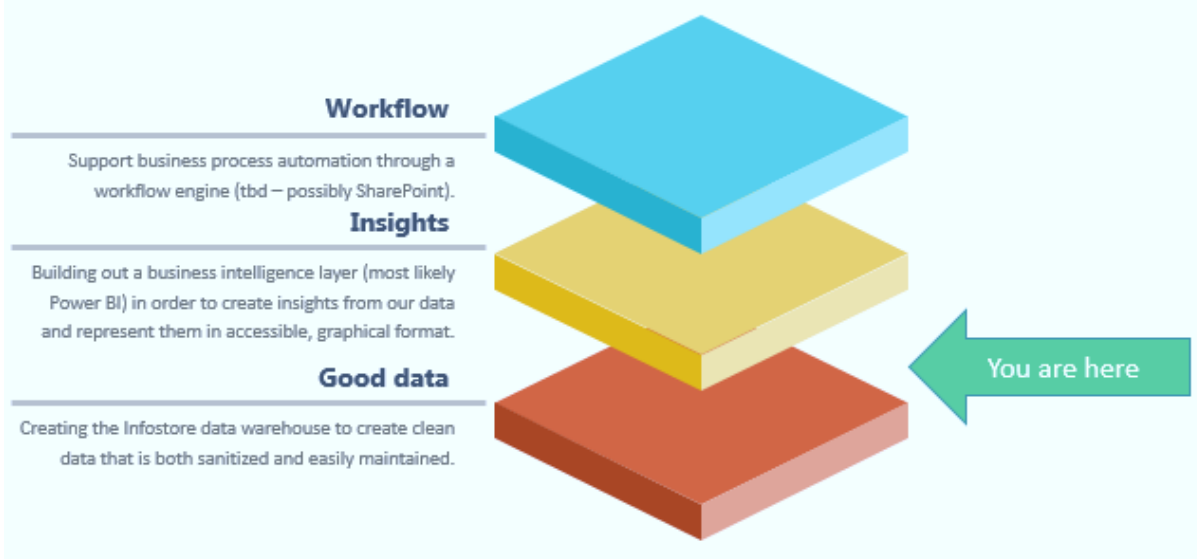 Workflow
Support business process automation through a
workflow engine (tbd – possibly SharePoint).
Insights
Building out a business intelligence layer (most likely
Power BI) in order to create insights from our data
and represent them in accessible, graphical format.
Good data
Creating the Infostore data warehouse to create clean
data that is both sanitized and easily maintained.
You are here